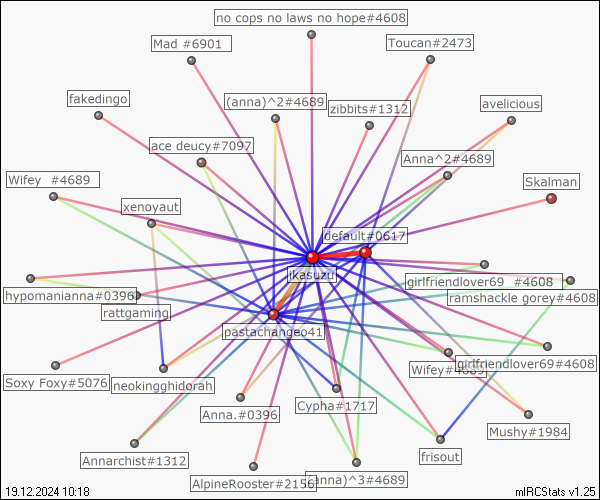 no cops no laws no hope#4608
Mad #6901
Toucan#2473
fakedingo
(anna)^2#4689
zibbits#1312
avelicious
ace deucy#7097
Anna^2#4689
Wifey #4689
Skalman
xenoyaut
default#0617
ikasuzu
girlfriendlover69 #4608
hypomanianna#0396
ramshackle gorey#4608
rattgaming
pastachangeo41
Wifey#4689
girlfriendlover69#4608
Soxy Foxy#5076
neokingghidorah
Anna.#0396
Cypha#1717
Mushy#1984
Annarchist#1312
frisout
AlpineRooster#2156
(anna)^3#4689
19.12.2024 10:18
mIRCStats v1.25